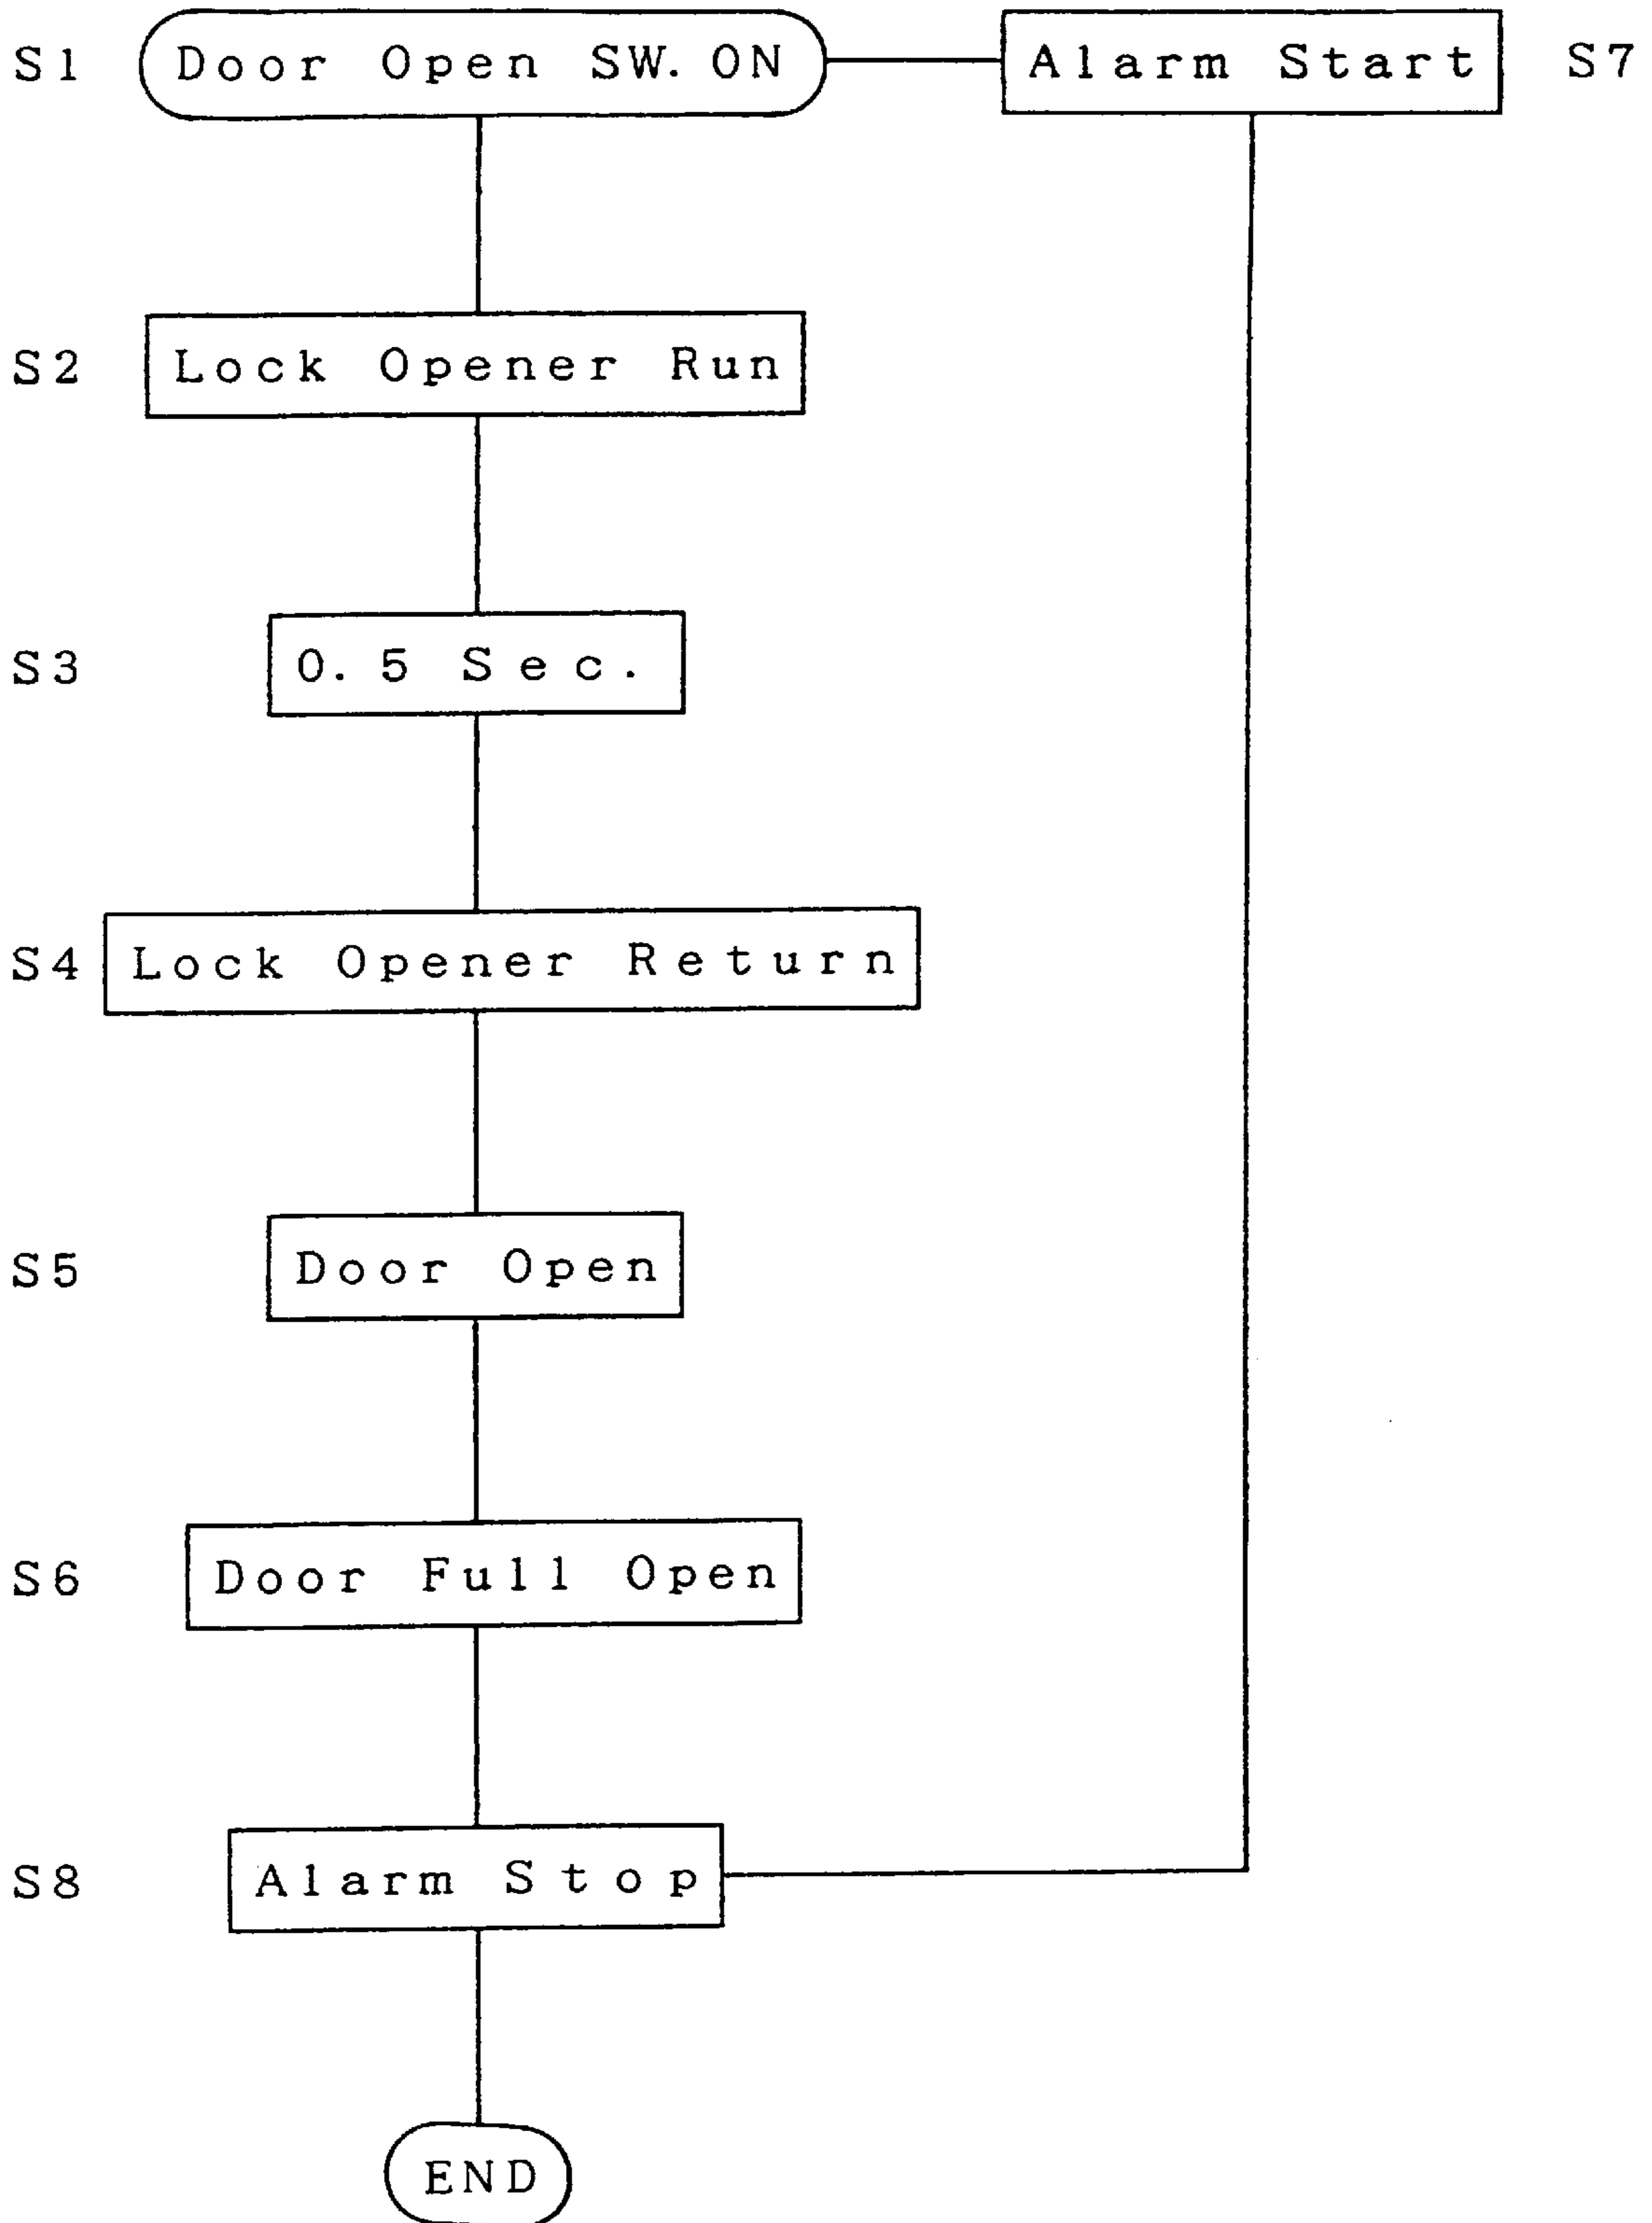 S1 Door Open SW. ON Alarm Start S7
S2 Lock Opener Run
S3 0.5 Sec.
S4 Lock Opener Return
S5 Door Open
S6 Door Full Open
S8 Alarm Stop
END